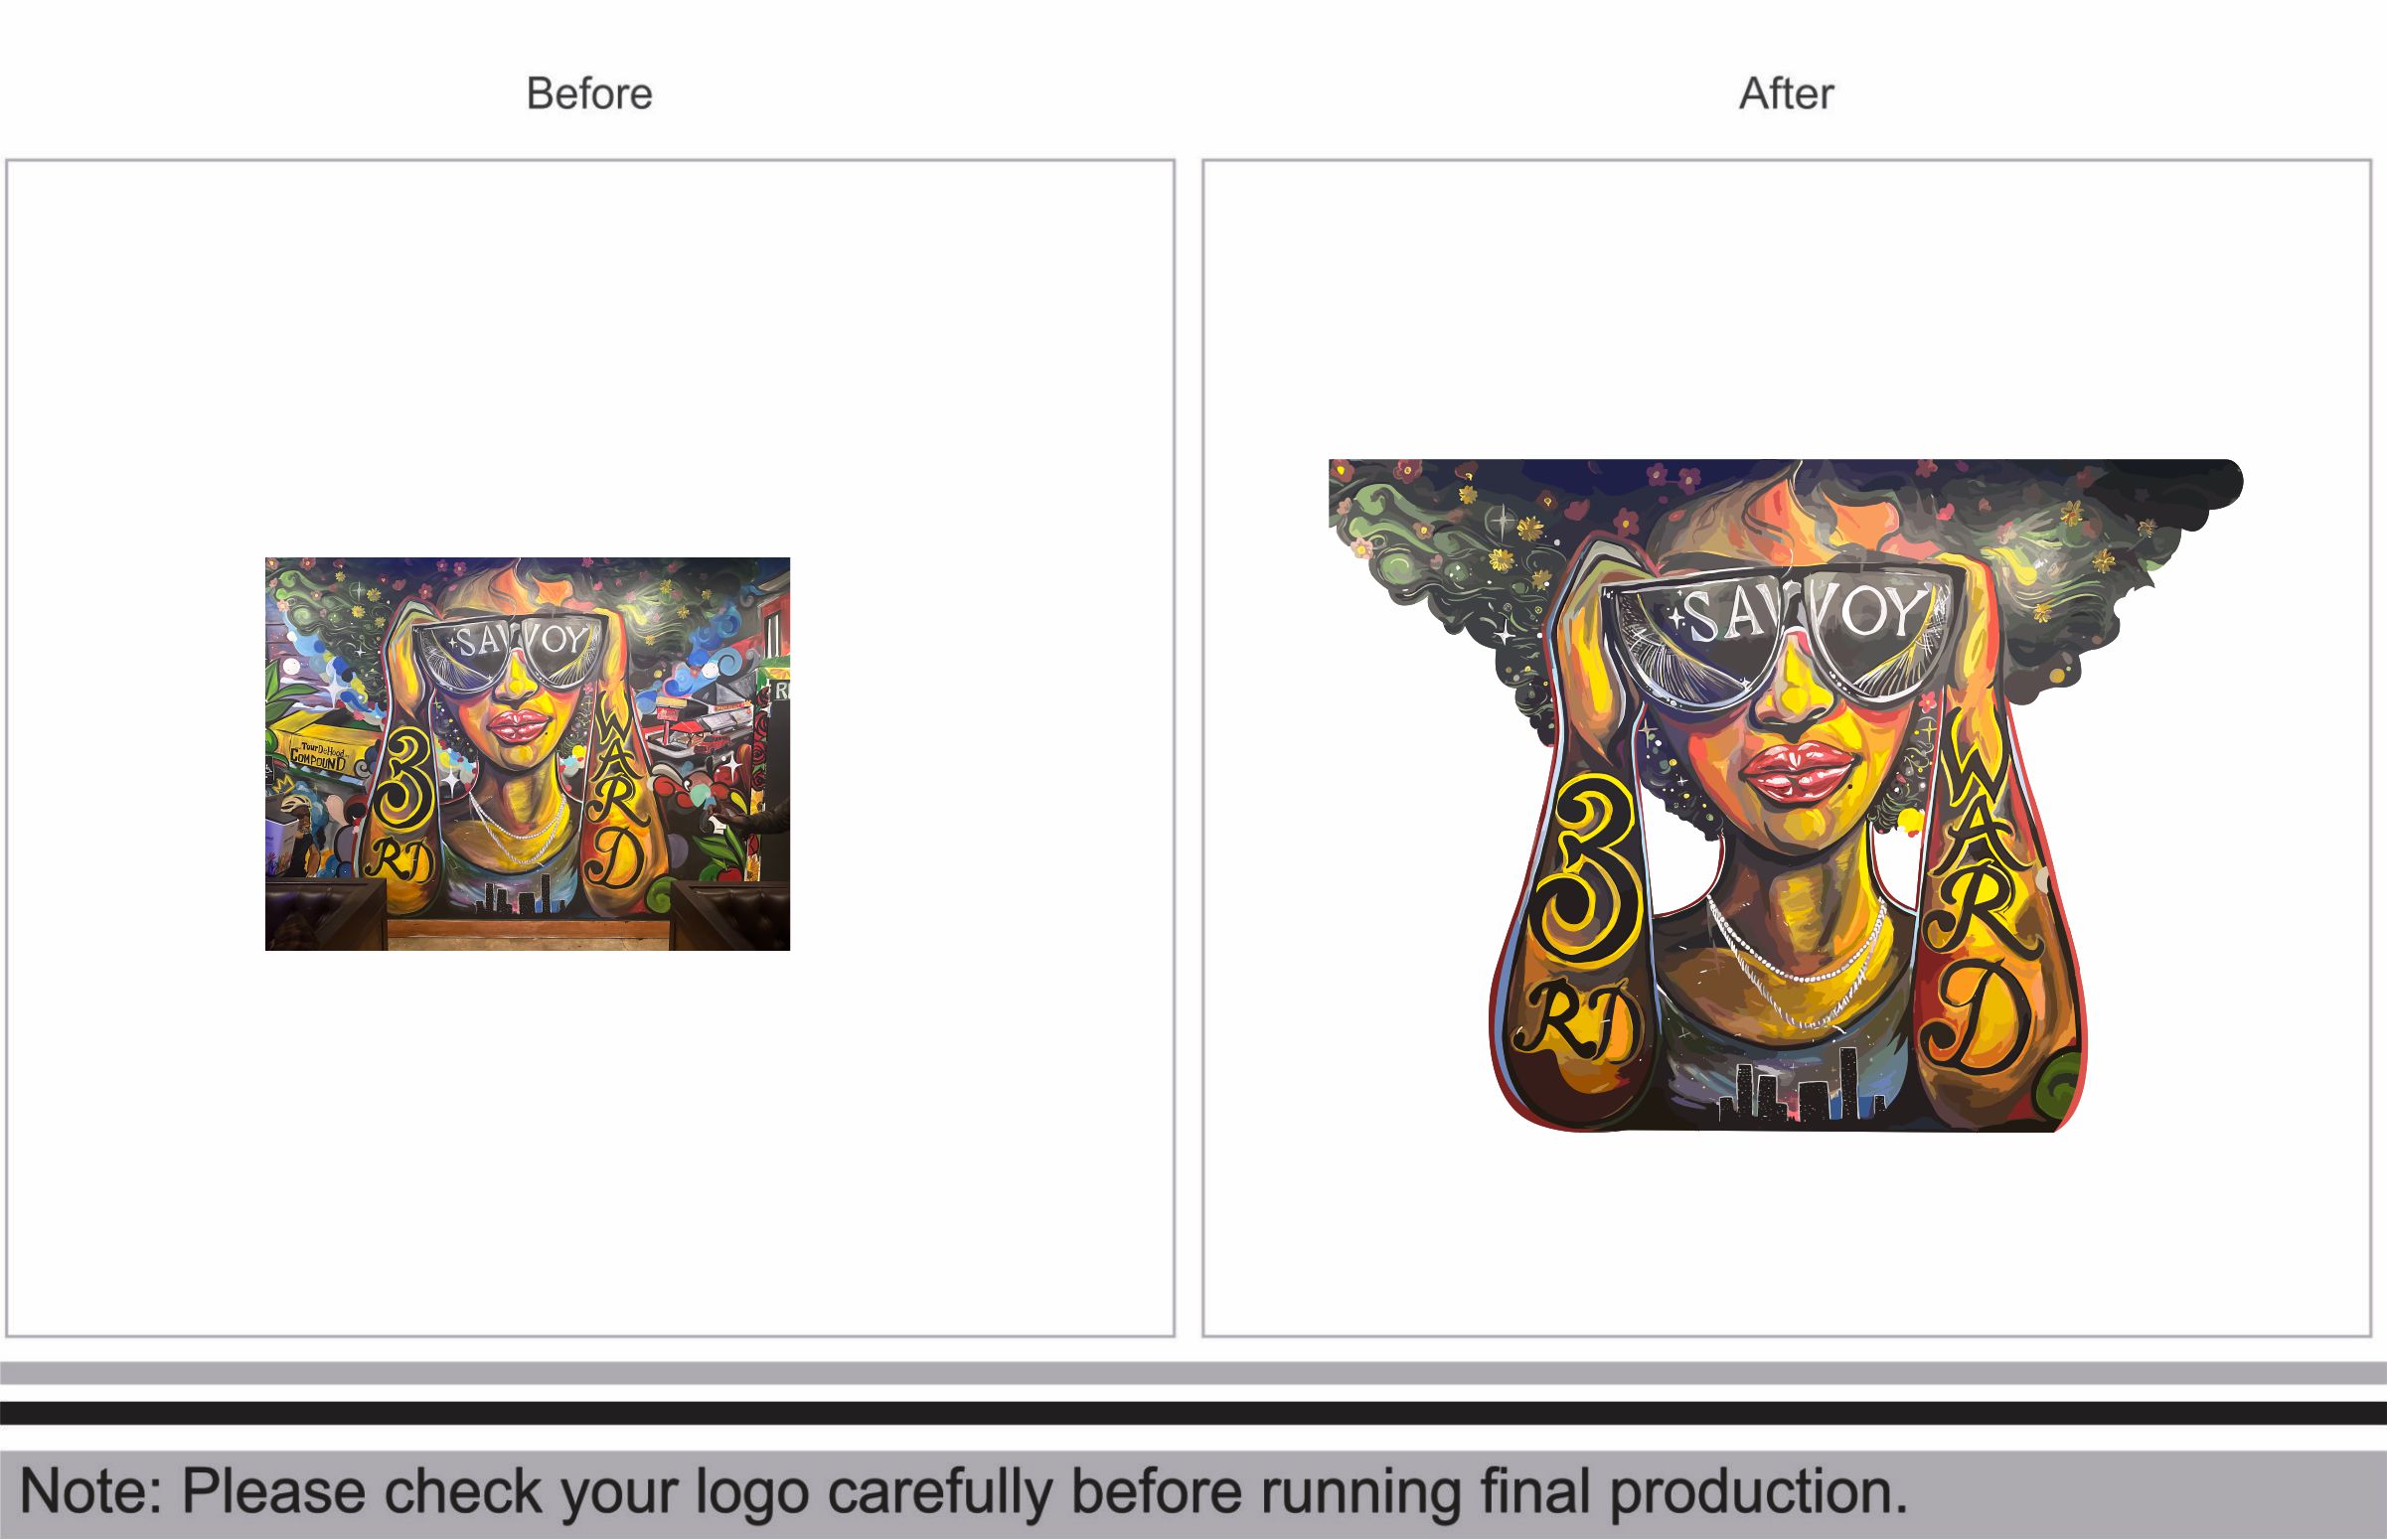 Before
After
SAVVOY
TourDeHood
COMPOUND
3
RD
WARD
R
SAVVOY
3
RD
WARD
Note: Please check your logo carefully before running final production.